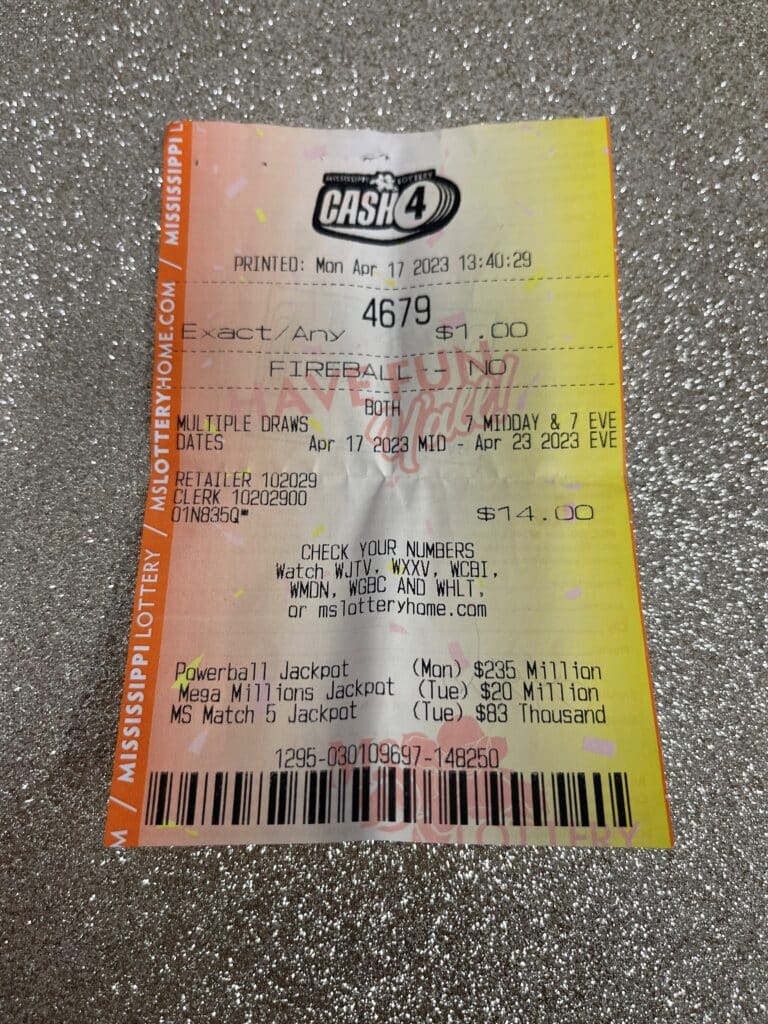 MISSISSIPPI LOTTERY
CASH 4
PRINTED: Mon Apr 17 2023 13:40:29
4679
Exact/Any $1.00
FIREBALL - NO
HAVE FUN
BOTH
MULTIPLE DRAWS 7 MIDDAY & 7 EVE
DATES Apr 17 2023 MID - Apr 23 2023 EVE
RETAILER 102029
CLERK 10202900
01N835Q* $14.00
CHECK YOUR NUMBERS
Watch WJTV, WXXV, WCBI,
WMDN, WGBC AND WHLT,
or mslotteryhome.com
Powerball Jackpot (Mon) $235 Million
Mega Millions Jackpot (Tue) $20 Million
MS Match 5 Jackpot (Tue) $83 Thousand
1295-030109697-148250
LOTTERY
M / MISSISSIPPI LOTTERY / MSLOTTERYHOME.COM / MISSISSIPPI L